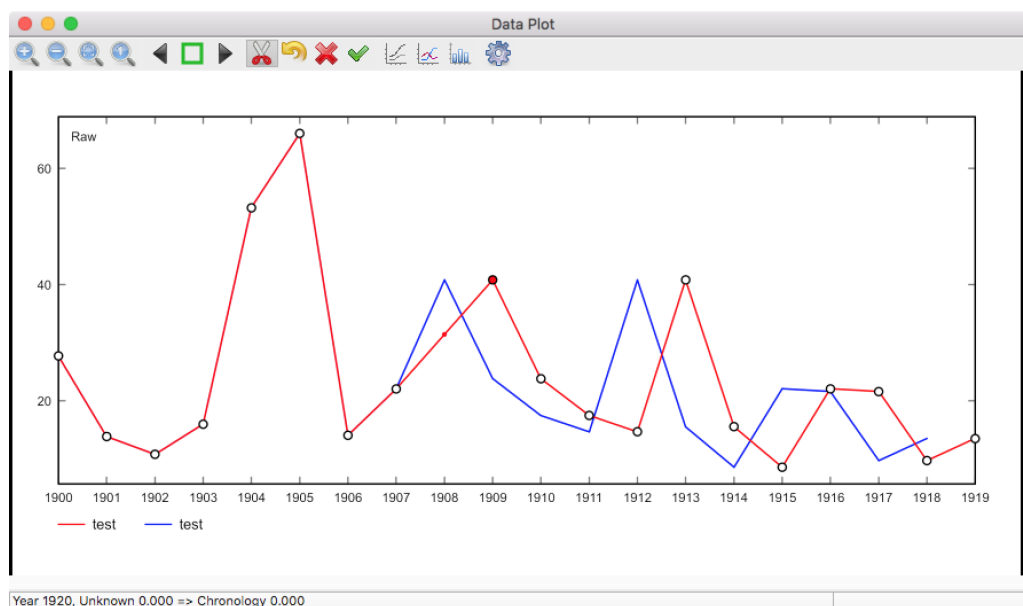 Data Plot
Raw
60
40
20
1900 1901 1902 1903 1904 1905 1906 1907 1908 1909 1910 1911 1912 1913 1914 1915 1916 1917 1918 1919
test test
Year 1920, Unknown 0.000 => Chronology 0.000